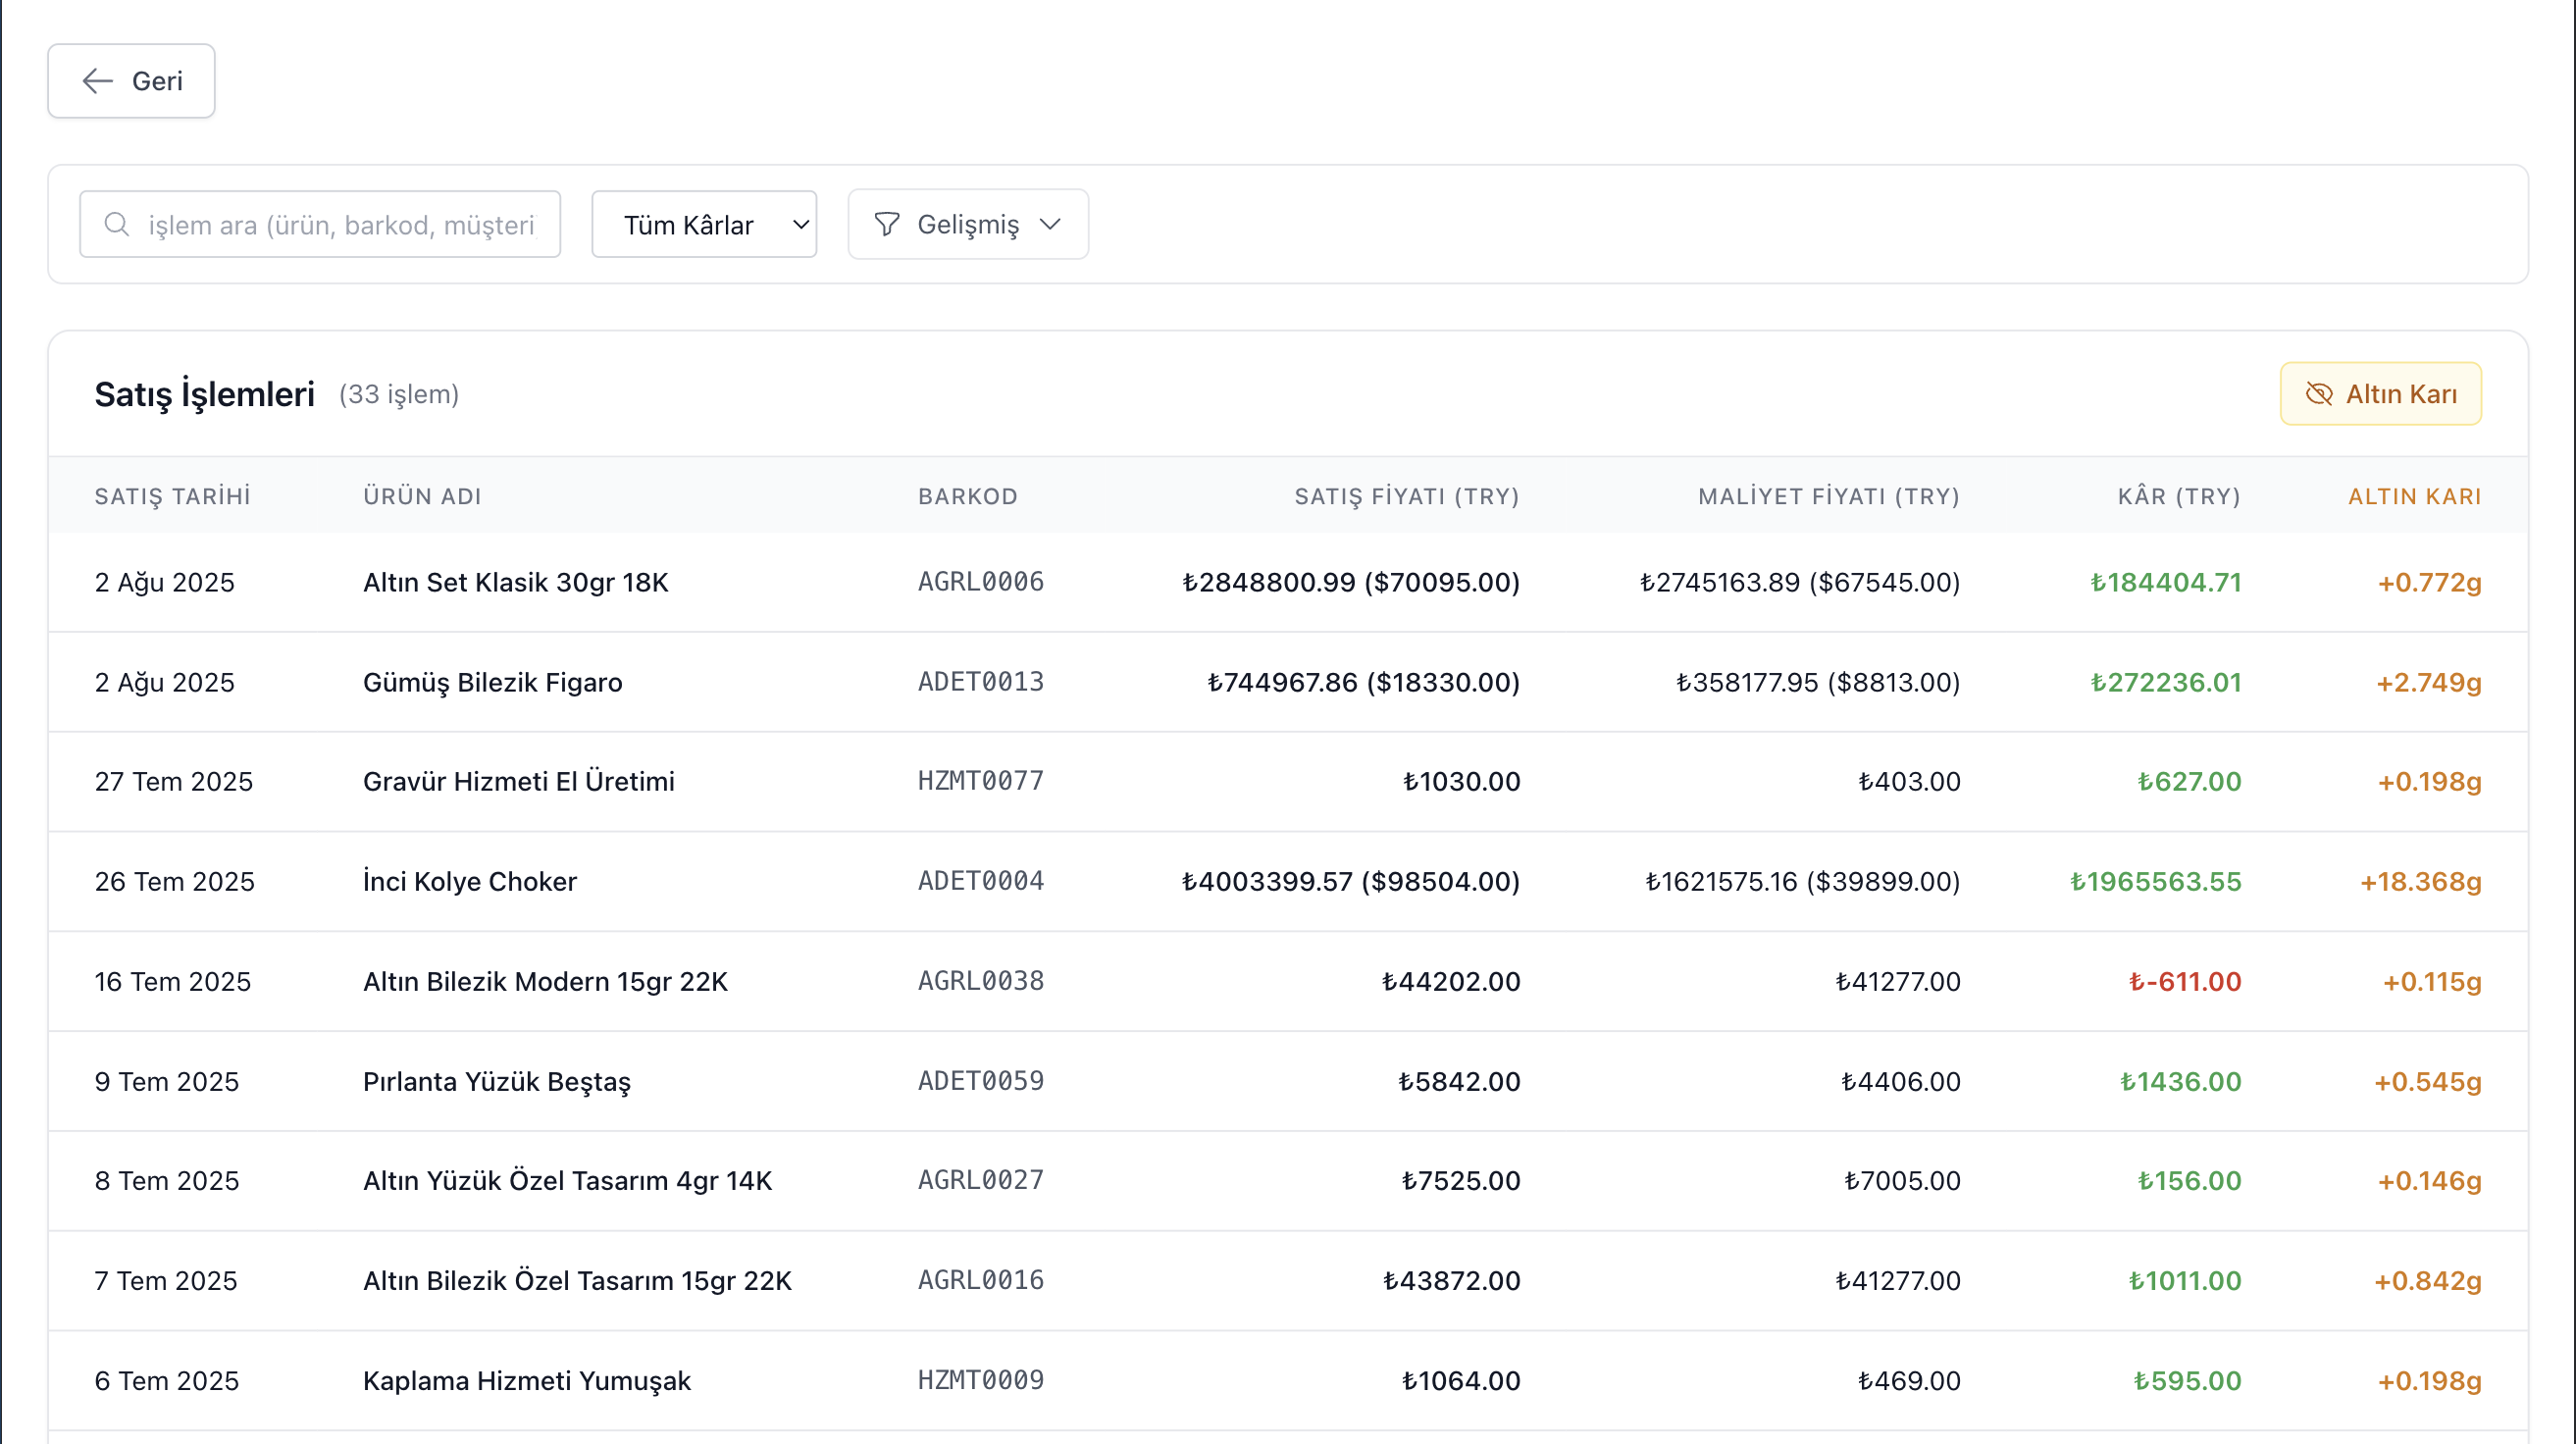 Geri
işlem ara (ürün, barkod, müşteri
Tüm Kârlar
Gelişmiş
Satış İşlemleri (33 işlem)
Altın Karı
SATIŞ TARİHİ ÜRÜN ADI BARKOD SATIŞ FİYATI (TRY) MALİYET FİYATI (TRY) KÂR (TRY) ALTIN KARI
2 Ağu 2025 Altın Set Klasik 30gr 18K AGRL0006 ₺2848800.99 ($70095.00) ₺2745163.89 ($67545.00) ₺184404.71 +0.772g
2 Ağu 2025 Gümüş Bilezik Figaro ADET0013 ₺744967.86 ($18330.00) ₺358177.95 ($8813.00) ₺272236.01 +2.749g
27 Tem 2025 Gravür Hizmeti El Üretimi HZMT0077 ₺1030.00 ₺403.00 ₺627.00 +0.198g
26 Tem 2025 İnci Kolye Choker ADET0004 ₺4003399.57 ($98504.00) ₺1621575.16 ($39899.00) ₺1965563.55 +18.368g
16 Tem 2025 Altın Bilezik Modern 15gr 22K AGRL0038 ₺44202.00 ₺41277.00 ₺-611.00 +0.115g
9 Tem 2025 Pırlanta Yüzük Beştaş ADET0059 ₺5842.00 ₺4406.00 ₺1436.00 +0.545g
8 Tem 2025 Altın Yüzük Özel Tasarım 4gr 14K AGRL0027 ₺7525.00 ₺7005.00 ₺156.00 +0.146g
7 Tem 2025 Altın Bilezik Özel Tasarım 15gr 22K AGRL0016 ₺43872.00 ₺41277.00 ₺1011.00 +0.842g
6 Tem 2025 Kaplama Hizmeti Yumuşak HZMT0009 ₺1064.00 ₺469.00 ₺595.00 +0.198g